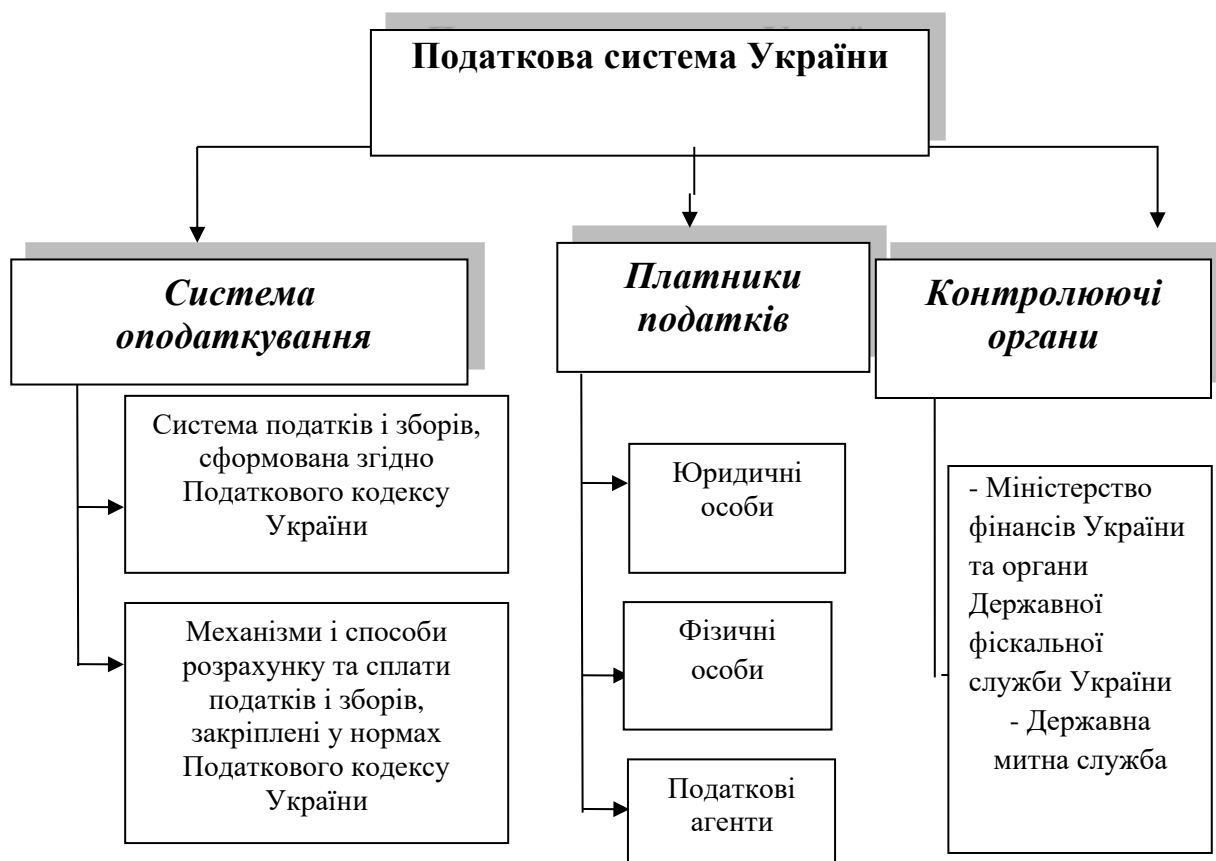 Податкова система України
Система
оподаткування
Платники
податків
Контролюючі
органи
Система податків і зборів,
сформована згідно
Податкового кодексу
України
Механізми і способи
розрахунку та сплати
податків і зборів,
закріплені у нормах
Податкового кодексу
України
Юридичні
особи
Фізичні
особи
Податкові
агенти
- Міністерство
фінансів України
та органи
Державної
фіскальної
служби України
- Державна
митна служба